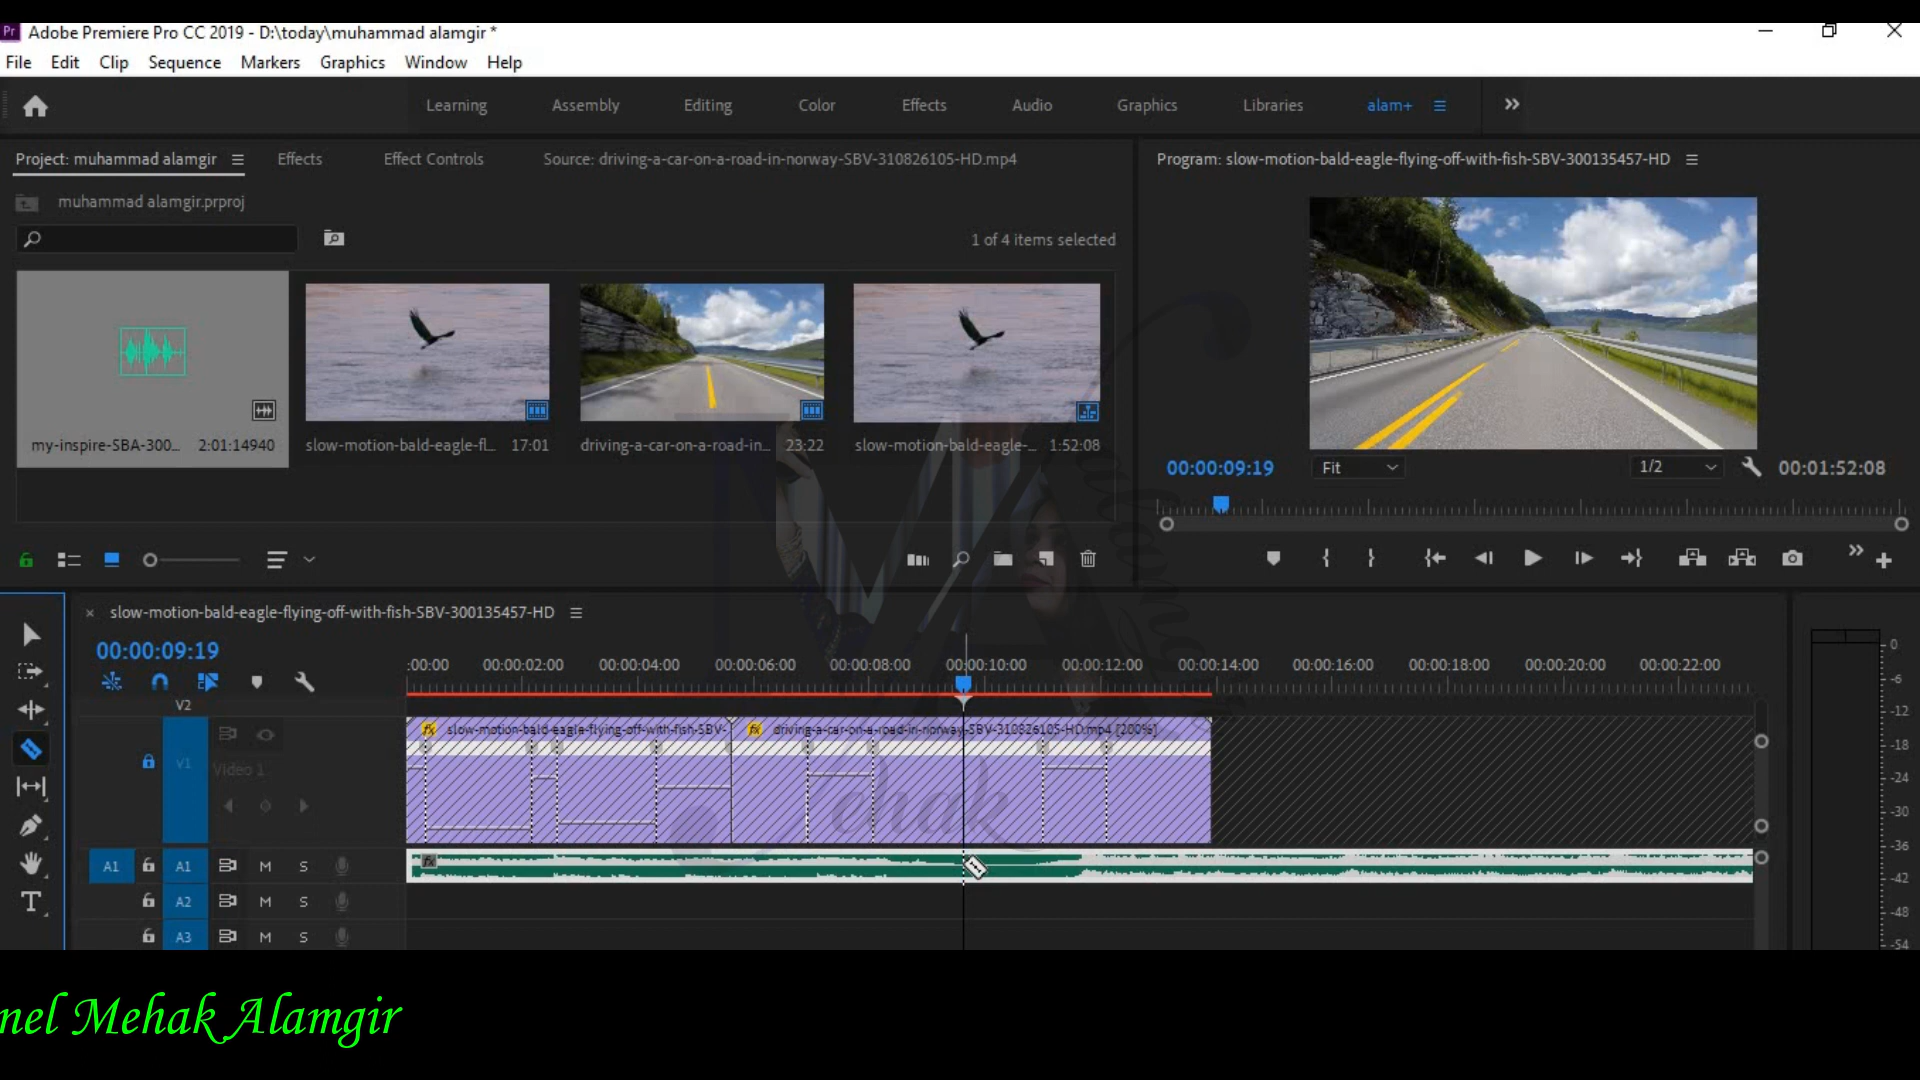 Pr Adobe Premiere Pro CC 2019 - D:\today\muhammad alamgir *
File Edit Clip Sequence Markers Graphics Window Help
Learning Assembly Editing Color Effects Audio Graphics Libraries alam+
Project: muhammad alamgir Effects Effect Controls Source: driving-a-car-on-a-road-in-norway-SBV-310826105-HD.mp4
Program: slow-motion-bald-eagle-flying-off-with-fish-SBV-300135457-HD
muhammad alamgir.prproj
1 of 4 items selected
my-inspire-SBA-300... 2:01:14940
slow-motion-bald-eagle-fl... 17:01
driving-a-car-on-a-road-in... 23:22
slow-motion-bald-eagle-... 1:52:08
00:00:09:19 Fit 1/2 00:01:52:08
slow-motion-bald-eagle-flying-off-with-fish-SBV-300135457-HD
00:00:09:19
:00:00 00:00:02:00 00:00:04:00 00:00:06:00 00:00:08:00 00:00:10:00 00:00:12:00 00:00:14:00 00:00:16:00 00:00:18:00 00:00:20:00 00:00:22:00
V2
fx slow-motion-bald-eagle-flying-off-with-fish-SBV-
fx driving-a-car-on-a-road-in-norway-SBV-310826105-HD.mp4 [200%]
V1 Video 1
A1 A1 M S
fx
A2 M S
A3 M S
0
-6
-12
-18
-24
-30
-36
-42
-48
-54
nel Mehak Alamgir